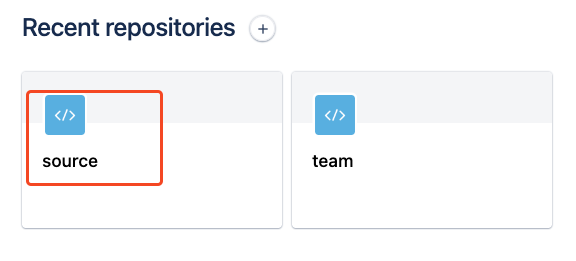 Recent repositories +
</> </>
source team